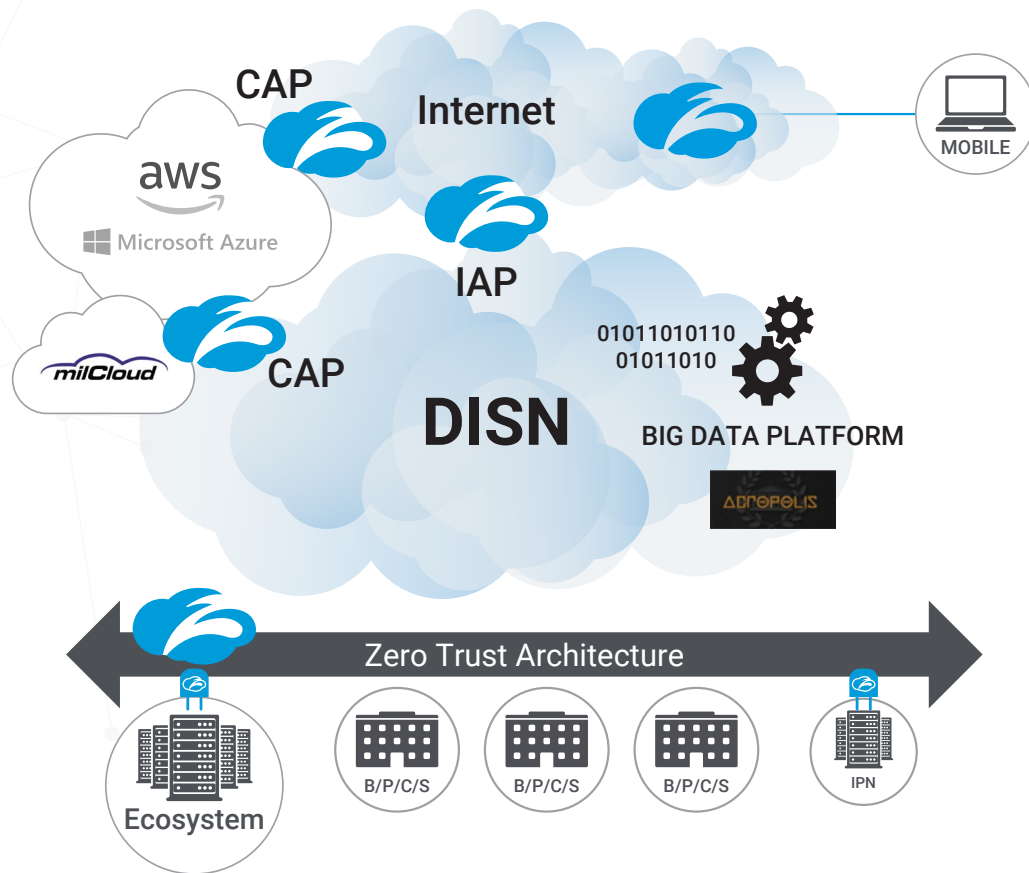 CAP
Internet
MOBILE
aws
Microsoft Azure
IAP
milCloud
CAP
01011010110
01011010
DISN
BIG DATA PLATFORM
ACROPOLIS
Zero Trust Architecture
B/P/C/S
B/P/C/S
B/P/C/S
IPN
Ecosystem